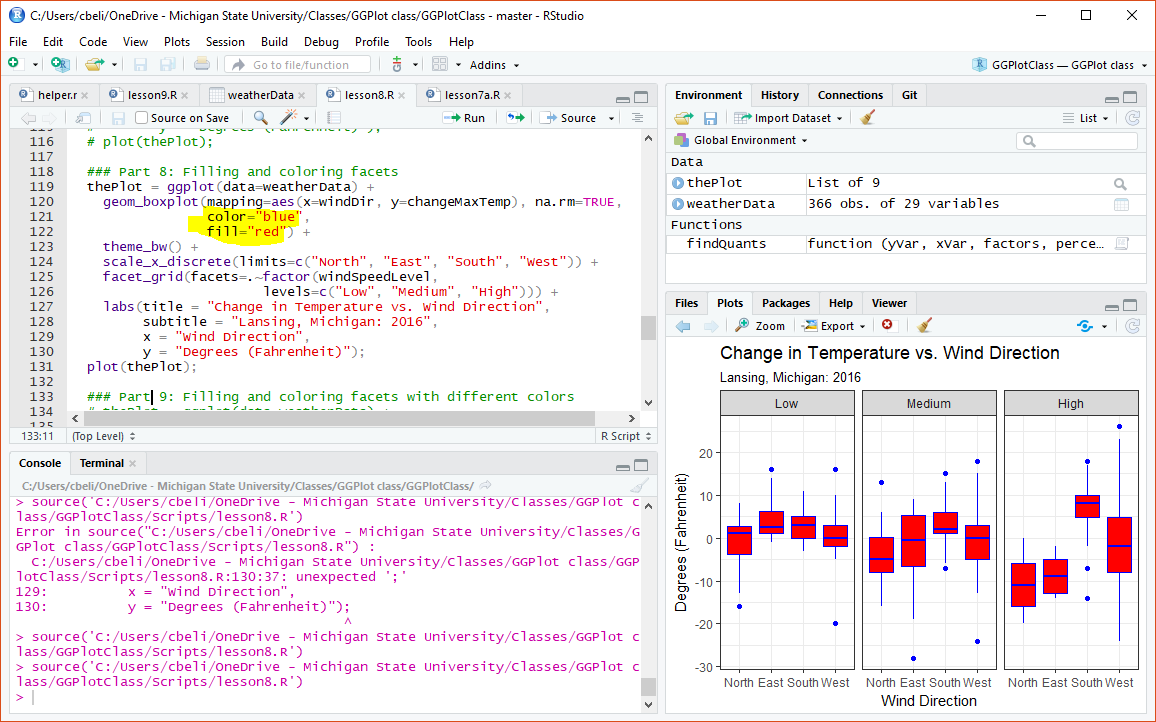 C:/Users/cbeli/OneDrive - Michigan State University/Classes/GGPlot class/GGPlotClass - master - RStudio
File Edit Code View Plots Session Build Debug Profile Tools Help
Go to file/function Addins GGPlotClass — GGPlot class
helper.r lesson9.R weatherData lesson8.R lesson7a.R
Source on Save Run Source
116 # plot(thePlot);
117
118 ### Part 8: Filling and coloring facets
119 thePlot = ggplot(data=weatherData) +
120 geom_boxplot(mapping=aes(x=windDir, y=changeMaxTemp), na.rm=TRUE,
121 color="blue",
122 fill="red") +
123 theme_bw() +
124 scale_x_discrete(limits=c("North", "East", "South", "West")) +
125 facet_grid(facets=.~factor(windSpeedLevel,
126 levels=c("Low", "Medium", "High"))) +
127 labs(title = "Change in Temperature vs. Wind Direction",
128 subtitle = "Lansing, Michigan: 2016",
129 x = "Wind Direction",
130 y = "Degrees (Fahrenheit)");
131 plot(thePlot);
132
133 ### Part 9: Filling and coloring facets with different colors
134
133:11 (Top Level) R Script
Console Terminal
C:/Users/cbeli/OneDrive - Michigan State University/Classes/GGPlot class/GGPlotClass/
> source('C:/Users/cbeli/OneDrive - Michigan State University/Classes/GGPlot c
lass/GGPlotClass/Scripts/lesson8.R')
Error in source("C:/Users/cbeli/OneDrive - Michigan State University/Classes/G
GPlot class/GGPlotClass/Scripts/lesson8.R") :
C:/Users/cbeli/OneDrive - Michigan State University/Classes/GGPlot class/GGP
lotClass/Scripts/lesson8.R:130:37: unexpected ';'
129: x = "Wind Direction",
130: y = "Degrees (Fahrenheit)");
^
> source('C:/Users/cbeli/OneDrive - Michigan State University/Classes/GGPlot c
lass/GGPlotClass/Scripts/lesson8.R')
> source('C:/Users/cbeli/OneDrive - Michigan State University/Classes/GGPlot c
lass/GGPlotClass/Scripts/lesson8.R')
>
Environment History Connections Git
Import Dataset List
Global Environment
Data
thePlot List of 9
weatherData 366 obs. of 29 variables
Functions
findQuants function (yVar, xVar, factors, perce…
Files Plots Packages Help Viewer
Zoom Export
Change in Temperature vs. Wind Direction
Lansing, Michigan: 2016
Low Medium High
Degrees (Fahrenheit)
20
10
0
-10
-20
-30
North East South West North East South West North East South West
Wind Direction